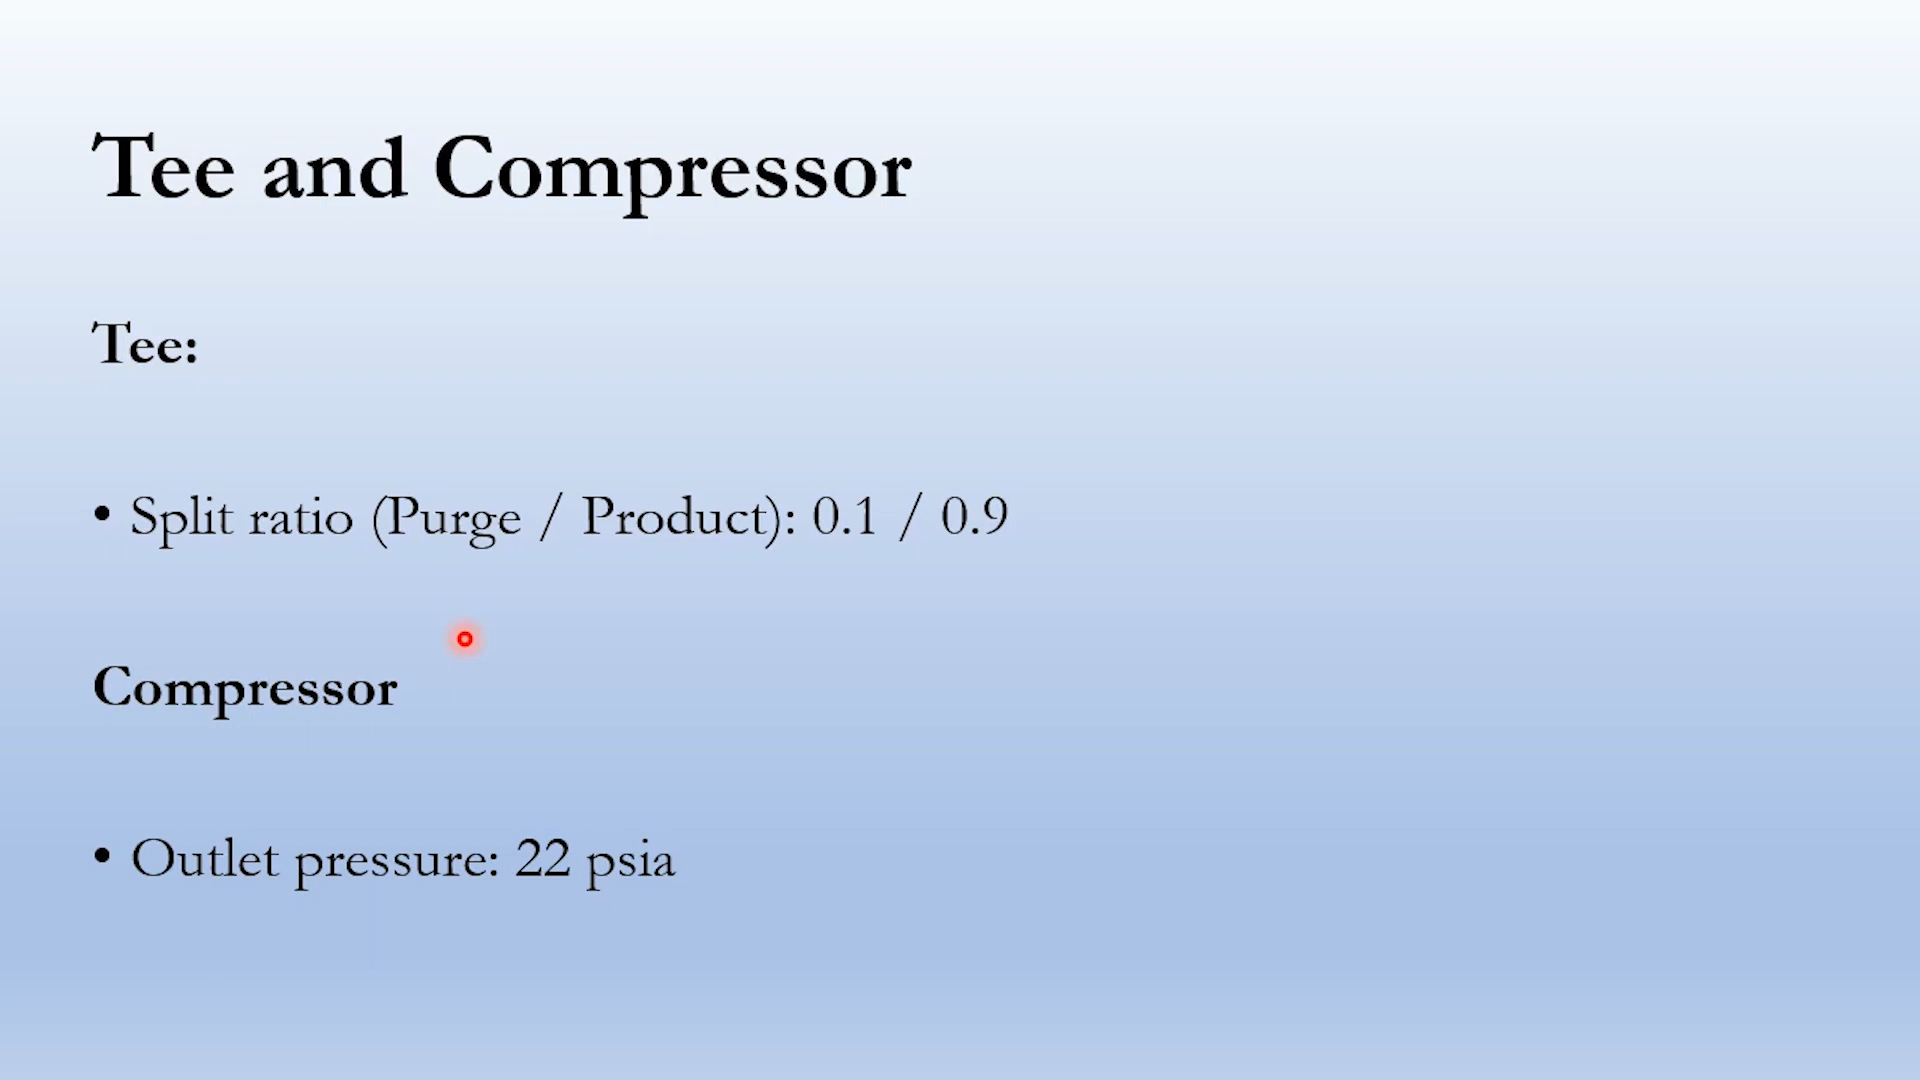 Tee and Compressor
Tee:
• Split ratio (Purge / Product): 0.1 / 0.9
Compressor
• Outlet pressure: 22 psia